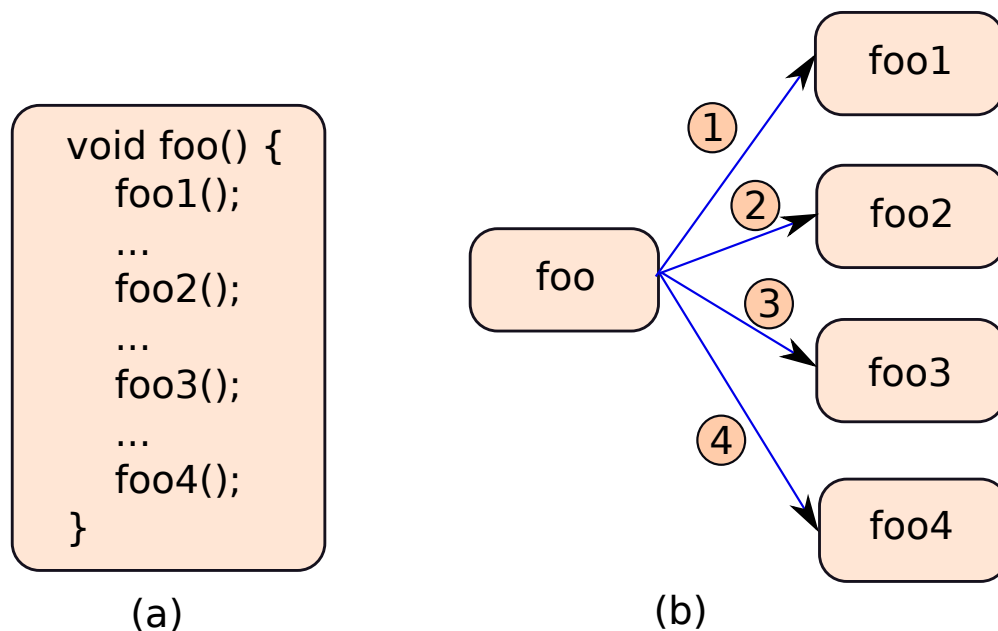 void foo() {
foo1();
...
foo2();
...
foo3();
...
foo4();
}
(a)
foo
1
2
3
4
foo1
foo2
foo3
foo4
(b)